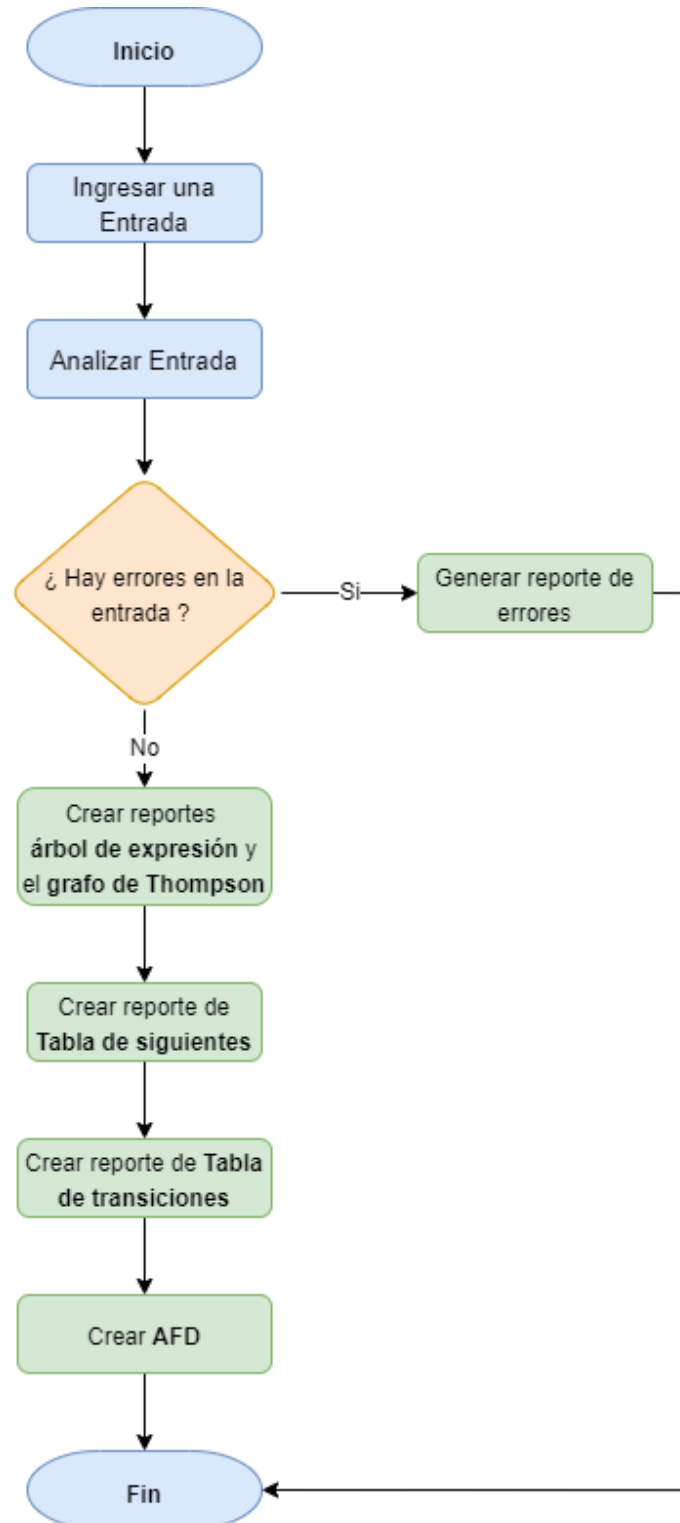 Inicio
Ingresar una
Entrada
Analizar Entrada
¿ Hay errores en la
entrada ?
Si
Generar reporte de
errores
No
Crear reportes
árbol de expresión y
el grafo de Thompson
Crear reporte de
Tabla de siguientes
Crear reporte de Tabla
de transiciones
Crear AFD
Fin